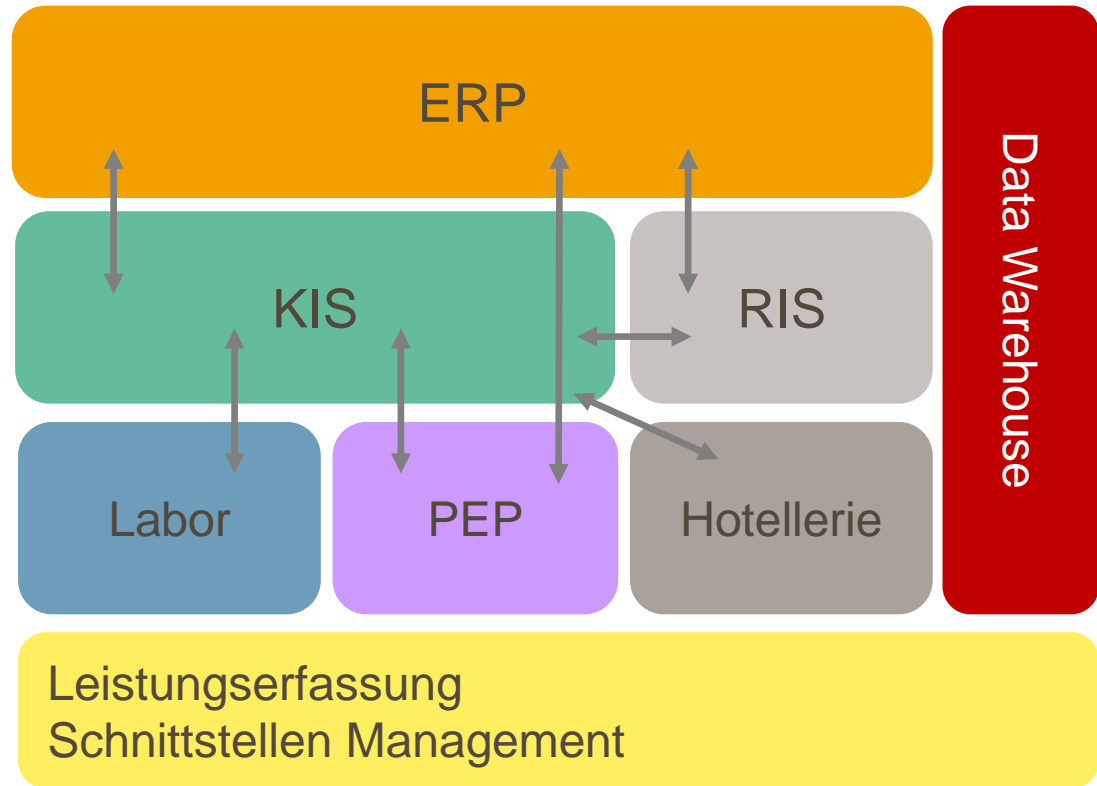 ERP
Data Warehouse
KIS
RIS
Labor
PEP
Hotellerie
Leistungserfassung
Schnittstellen Management